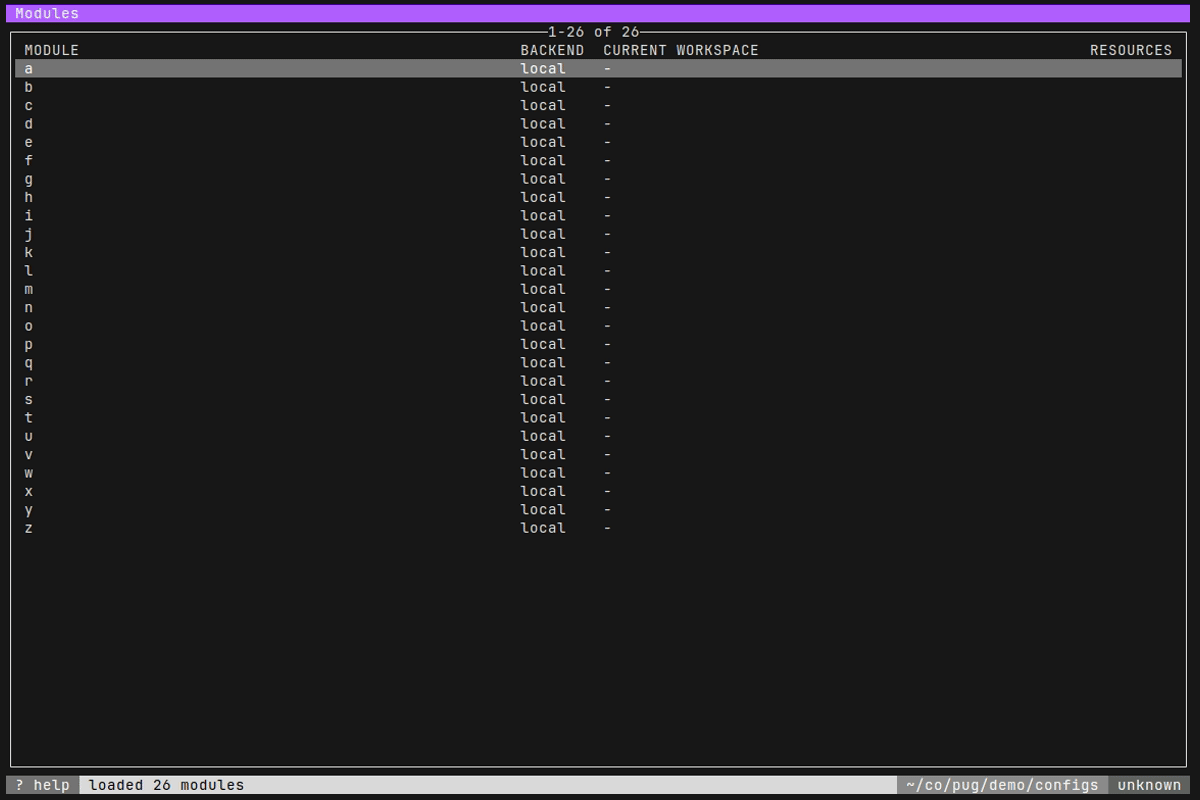 Modules
1-26 of 26
MODULE BACKEND CURRENT WORKSPACE RESOURCES
a local -
b local -
c local -
d local -
e local -
f local -
g local -
h local -
i local -
j local -
k local -
l local -
m local -
n local -
o local -
p local -
q local -
r local -
s local -
t local -
u local -
v local -
w local -
x local -
y local -
z local -
? help loaded 26 modules ~/co/pug/demo/configs unknown